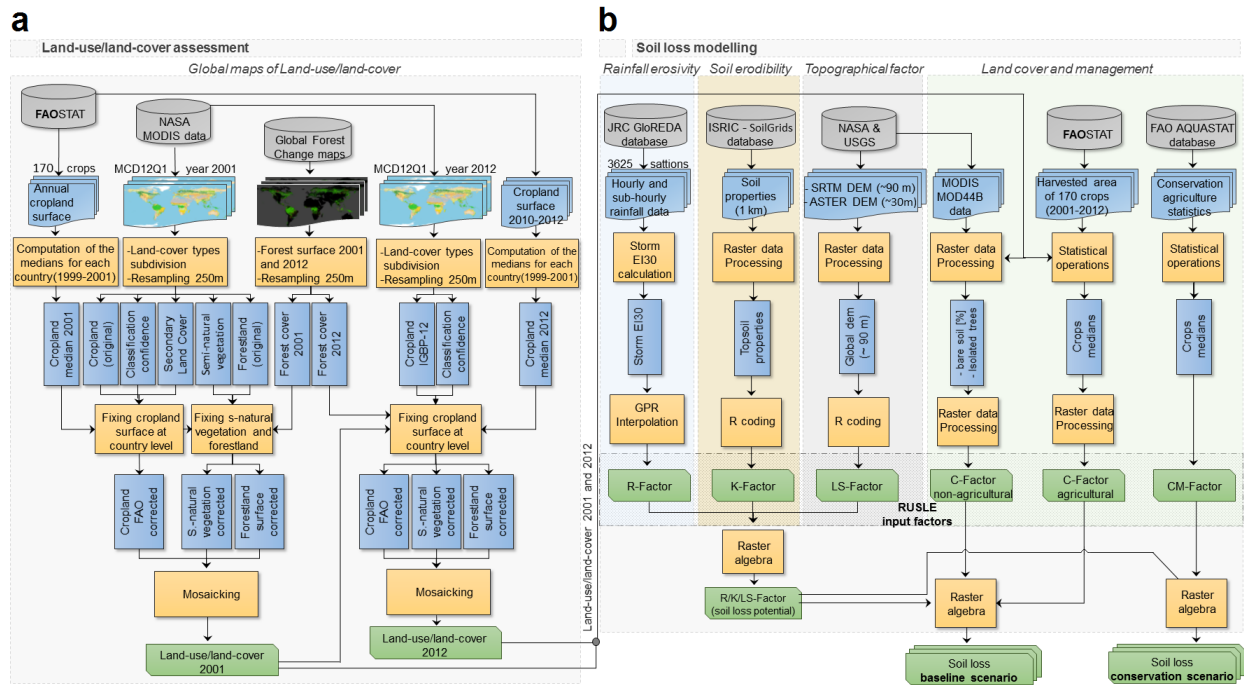 a
Land-use/land-cover assessment
Global maps of Land-use/land-cover
FAOSTAT
NASA
MODIS data
Global Forest
Change maps
170 crops
MCD12Q1 year 2001
MCD12Q1 year 2012
Annual
cropland
surface
Cropland
surface
2010-2012
Computation of the
medians for each
country(1999-2001)
-Land-cover types
subdivision
-Resampling 250m
-Forest surface 2001
and 2012
-Resampling 250m
-Land-cover types
subdivision
-Resampling 250m
Computation of the
medians for each
country(1999-2001)
Cropland
median 2001
Cropland
(original)
Classification
confidence
Secondary
Land Cover
Semi-natural
vegetation
Forestland
(original)
Forest cover
2001
Forest cover
2012
Cropland
IGBP-12
Classification
confidence
Cropland
median 2012
Fixing cropland
surface at
country level
Fixing s-natural
vegetation and
forestland
Fixing cropland
surface at
country level
Cropland
FAO
corrected
S.-natural
vegetation
corrected
Forestland
surface
corrected
Cropland
FAO
corrected
S.-natural
vegetation
corrected
Forestland
surface
corrected
Mosaicking
Mosaicking
Land-use/land-cover
2001
Land-use/land-cover
2012
Land-use/land-cover 2001 and 2012
b
Soil loss modelling
Rainfall erosivity
Soil erodibility
Topographical factor
Land cover and management
JRC GloREDA
database
ISRIC - SoilGrids
database
NASA &
USGS
FAOSTAT
FAO AQUASTAT
database
3625 sattions
Hourly and
sub-hourly
rainfall data
Soil
properties
(1 km)
- SRTM DEM (~90 m)
- ASTER DEM (~30m)
MODIS
MOD44B
data
Harvested area
of 170 crops
(2001-2012)
Conservation
agriculture
statistics
Storm
EI30
calculation
Raster data
Processing
Raster data
Processing
Raster data
Processing
Statistical
operations
Statistical
operations
Storm EI30
Topsoil
properties
Global dem
(~ 90 m)
- bare soil [%]
- isolated trees
Crops
medians
Crops
medians
GPR
Interpolation
R coding
R coding
Raster data
Processing
Raster data
Processing
R-Factor
K-Factor
LS-Factor
C-Factor
non-agricultural
C-Factor
agricultural
CM-Factor
RUSLE
input factors
Raster
algebra
R/K/LS-Factor
(soil loss potential)
Raster
algebra
Raster
algebra
Soil loss
baseline scenario
Soil loss
conservation scenario